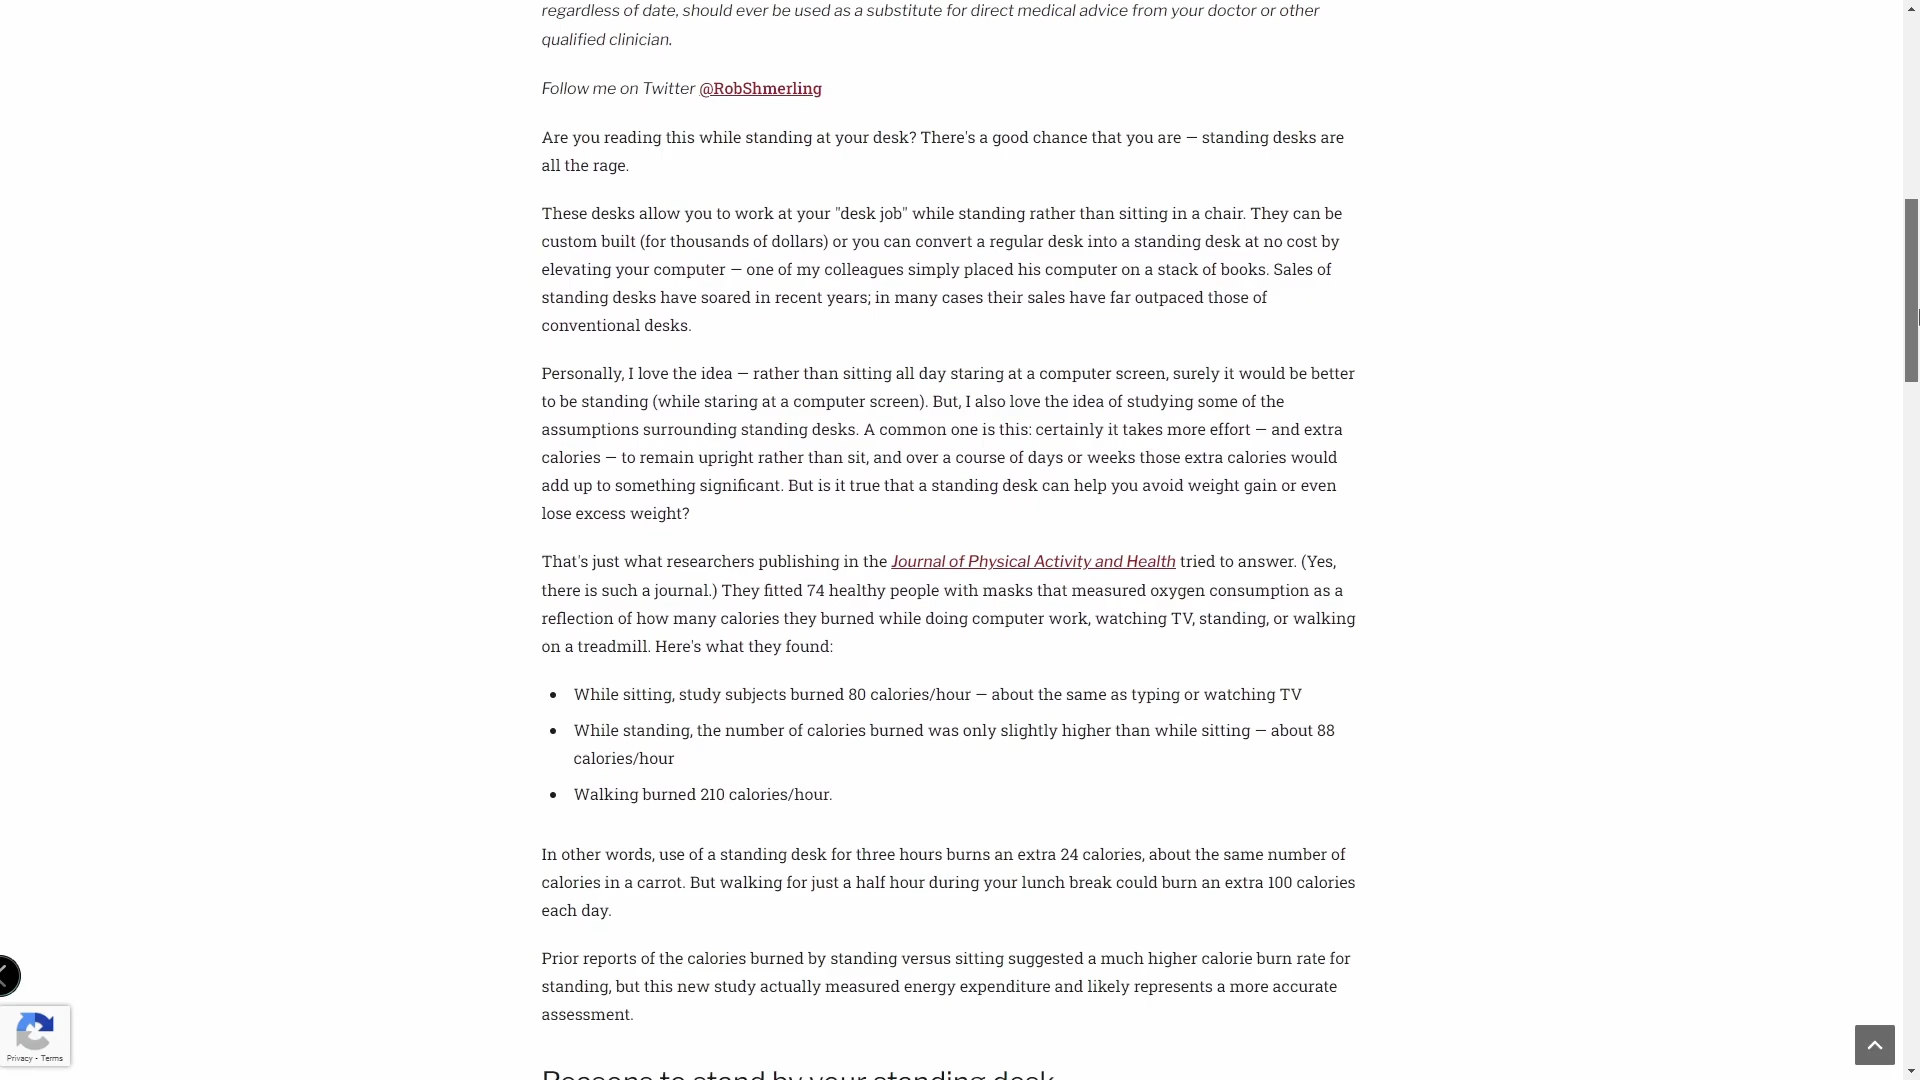 regardless of date, should ever be used as a substitute for direct medical advice from your doctor or other
qualified clinician.
Follow me on Twitter @RobShmerling
Are you reading this while standing at your desk? There's a good chance that you are — standing desks are
all the rage.
These desks allow you to work at your "desk job" while standing rather than sitting in a chair. They can be
custom built (for thousands of dollars) or you can convert a regular desk into a standing desk at no cost by
elevating your computer — one of my colleagues simply placed his computer on a stack of books. Sales of
standing desks have soared in recent years; in many cases their sales have far outpaced those of
conventional desks.
Personally, I love the idea — rather than sitting all day staring at a computer screen, surely it would be better
to be standing (while staring at a computer screen). But, I also love the idea of studying some of the
assumptions surrounding standing desks. A common one is this: certainly it takes more effort — and extra
calories — to remain upright rather than sit, and over a course of days or weeks those extra calories would
add up to something significant. But is it true that a standing desk can help you avoid weight gain or even
lose excess weight?
That's just what researchers publishing in the Journal of Physical Activity and Health tried to answer. (Yes,
there is such a journal.) They fitted 74 healthy people with masks that measured oxygen consumption as a
reflection of how many calories they burned while doing computer work, watching TV, standing, or walking
on a treadmill. Here's what they found:
While sitting, study subjects burned 80 calories/hour — about the same as typing or watching TV
While standing, the number of calories burned was only slightly higher than while sitting — about 88
calories/hour
Walking burned 210 calories/hour.
In other words, use of a standing desk for three hours burns an extra 24 calories, about the same number of
calories in a carrot. But walking for just a half hour during your lunch break could burn an extra 100 calories
each day.
Prior reports of the calories burned by standing versus sitting suggested a much higher calorie burn rate for
standing, but this new study actually measured energy expenditure and likely represents a more accurate
assessment.
Privacy • Terms
Reasons to stand by your standing desk